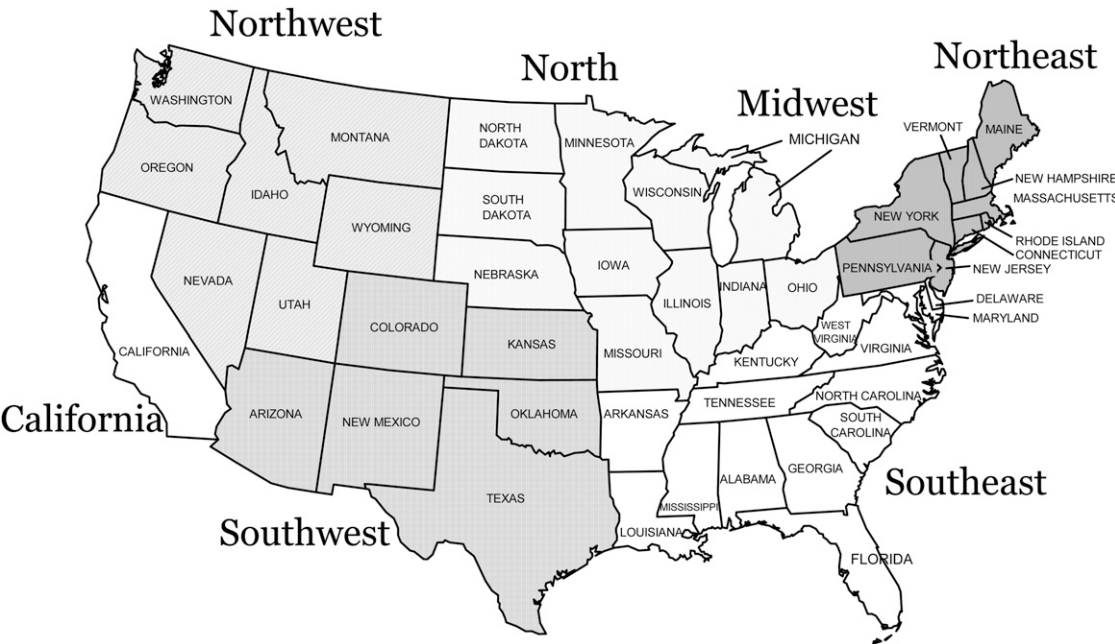 Northwest
North
Northeast
Midwest
MICHIGAN
WASHINGTON
OREGON
IDAHO
MONTANA
WYOMING
NORTH
DAKOTA
SOUTH
DAKOTA
NEBRASKA
MINNESOTA
WISCONSIN
IOWA
ILLINOIS
INDIANA
OHIO
MISSOURI
VERMONT
MAINE
NEW HAMPSHIRE
MASSACHUSETTS
NEW YORK
RHODE ISLAND
CONNECTICUT
PENNSYLVANIA
NEW JERSEY
DELAWARE
MARYLAND
NEVADA
UTAH
CALIFORNIA
California
COLORADO
KANSAS
ARIZONA
NEW MEXICO
OKLAHOMA
TEXAS
Southwest
WEST
VIRGINIA
VIRGINIA
KENTUCKY
TENNESSEE
NORTH CAROLINA
SOUTH
CAROLINA
ARKANSAS
GEORGIA
ALABAMA
MISSISSIPPI
LOUISIANA
FLORIDA
Southeast